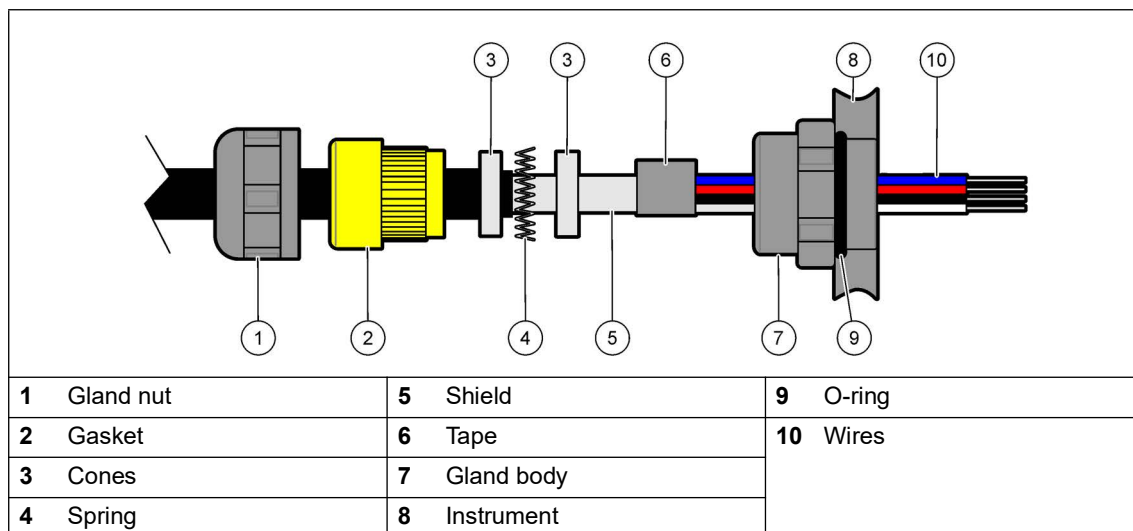 3 3 6 8 10
1 2 4 5 7 9
1 Gland nut 5 Shield 9 O-ring
2 Gasket 6 Tape 10 Wires
3 Cones 7 Gland body
4 Spring 8 Instrument